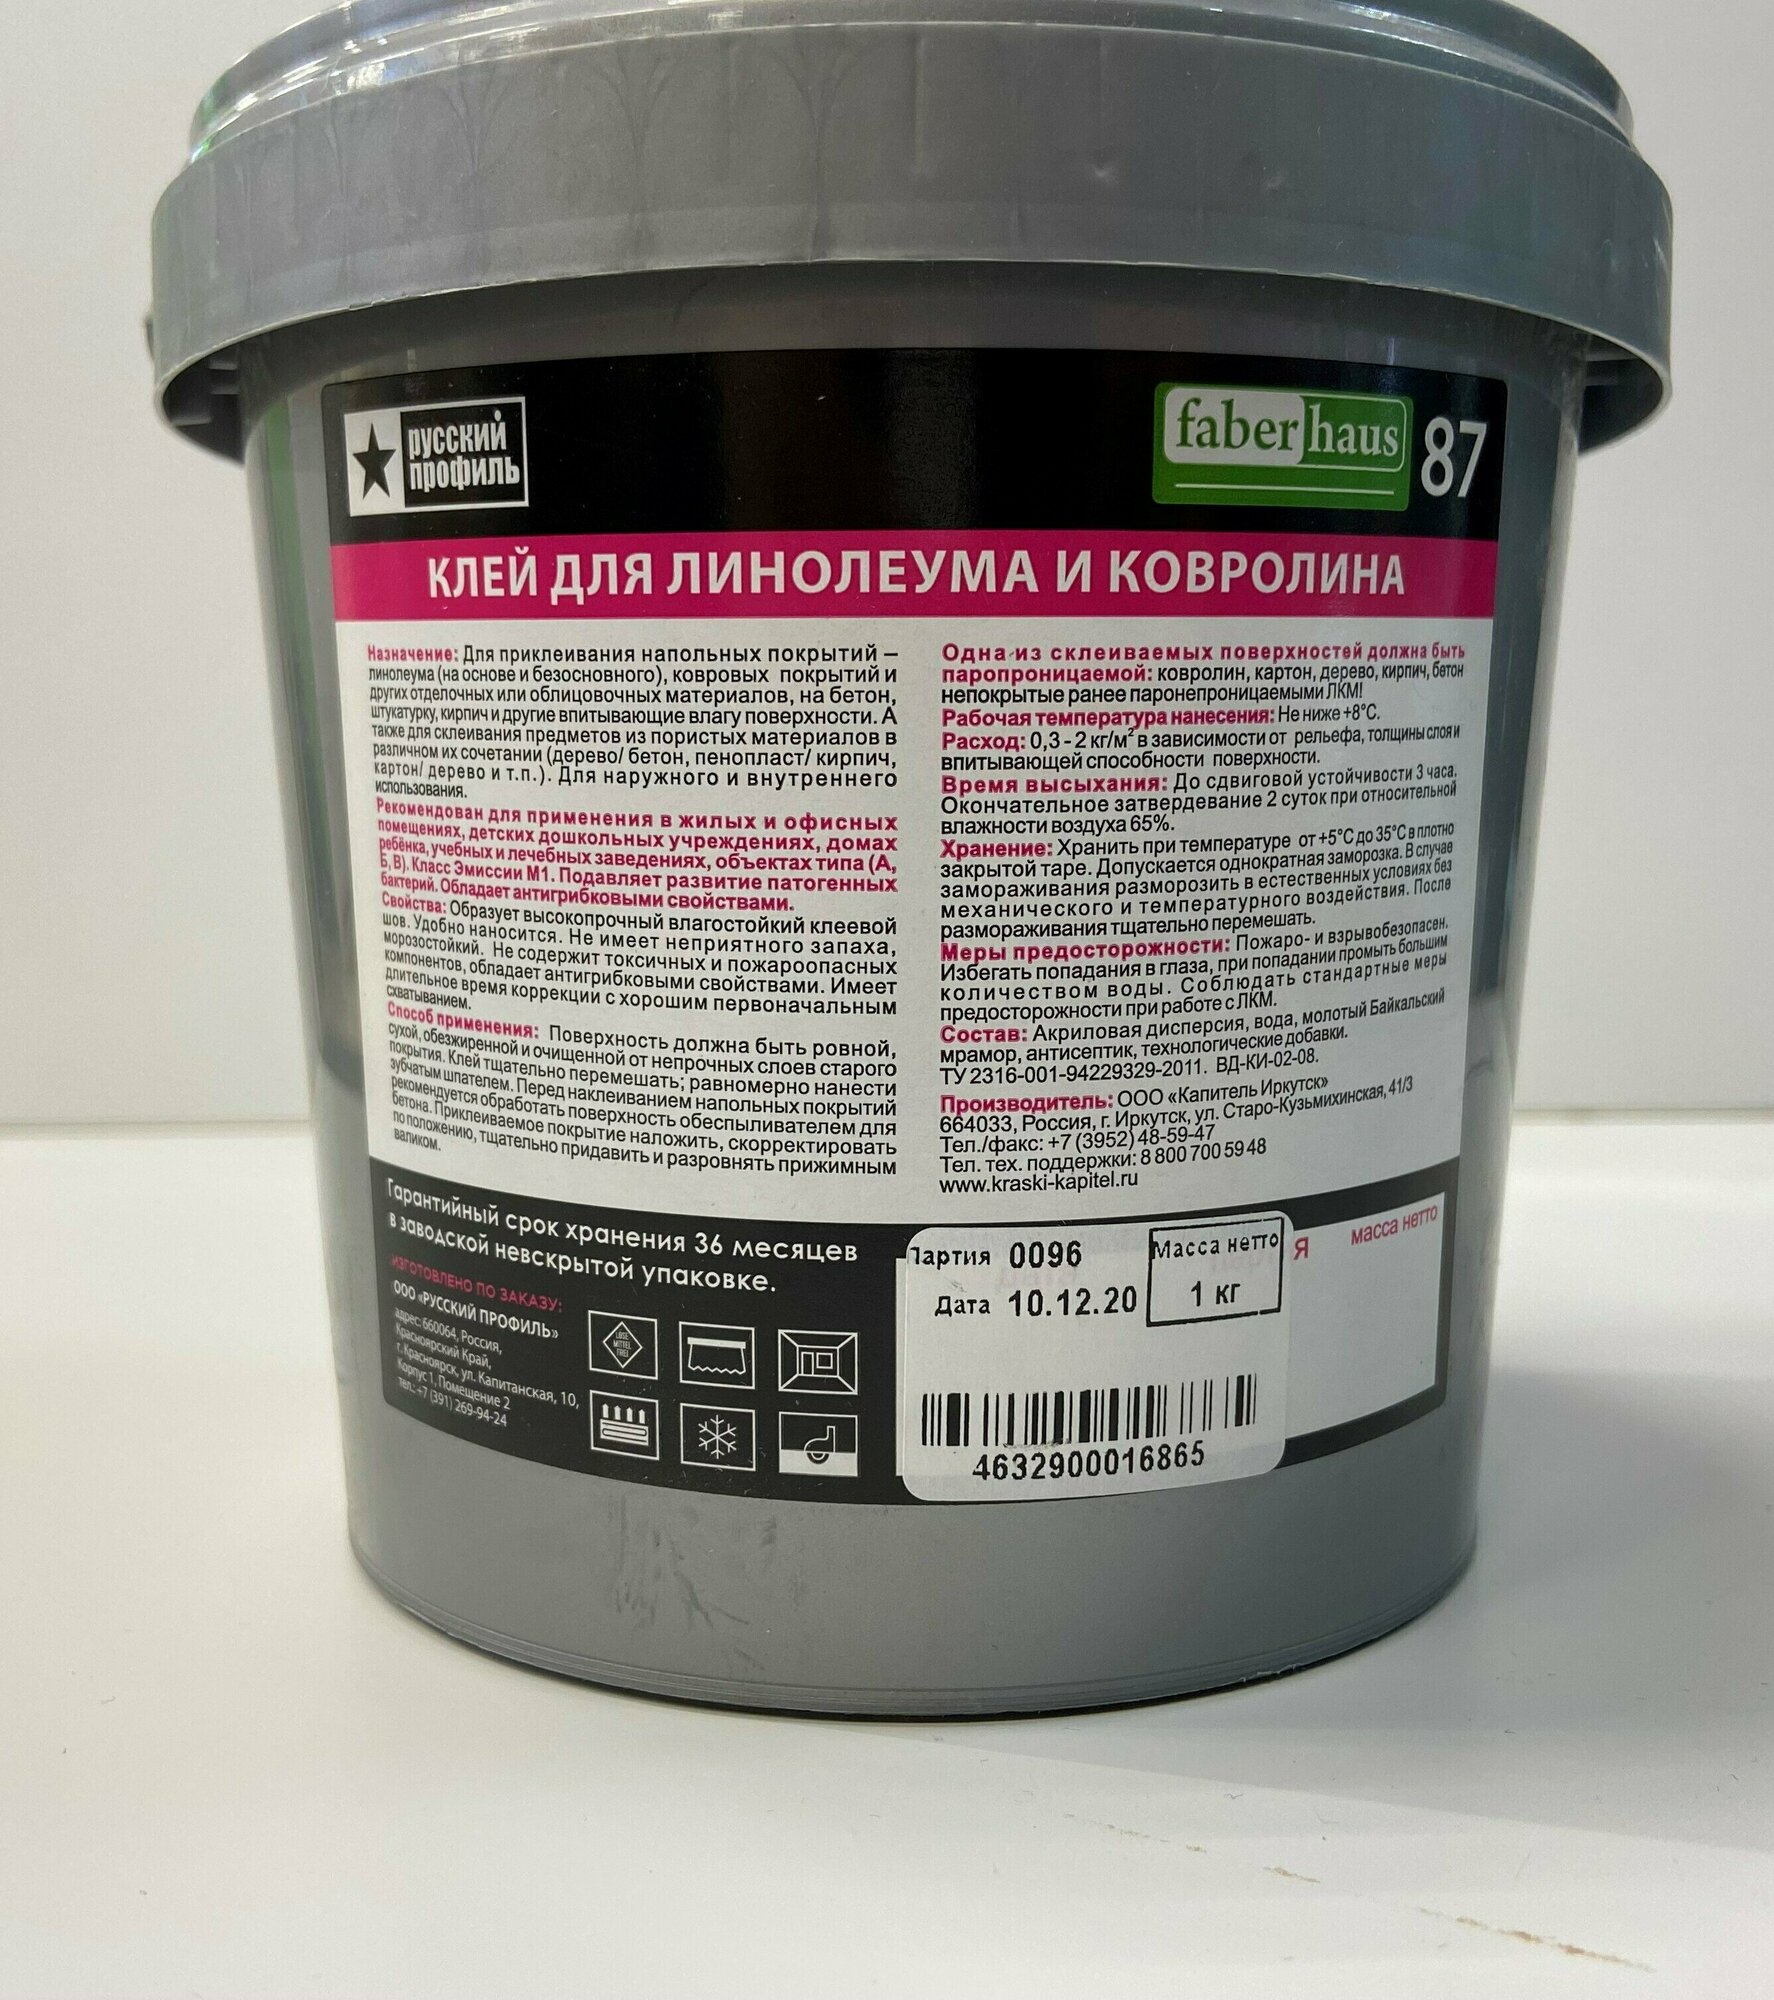 русский
профиль
faber haus 87
КЛЕЙ ДЛЯ ЛИНОЛЕУМА И КОВРОЛИНА
Назначение: Для приклеивания напольных покрытий –
линолеума (на основе и безосновного), ковровых покрытий и
других отделочных или облицовочных материалов, на бетон,
штукатурку, кирпич и другие впитывающие влагу поверхности. А
также для склеивания предметов из пористых материалов в
различном их сочетании (дерево/ бетон, пенопласт/ кирпич,
картон/ дерево и т.п.). Для наружного и внутреннего
использования.
Рекомендован для применения в жилых и офисных
помещениях, детских дошкольных учреждениях, домах
ребёнка, учебных и лечебных заведениях, объектах типа (А,
Б, В). Класс Эмиссии М1. Подавляет развитие патогенных
бактерий. Обладает антигрибковыми свойствами.
Свойства: Образует высокопрочный влагостойкий клеевой
шов. Удобно наносится. Не имеет неприятного запаха,
морозостойкий. Не содержит токсичных и пожароопасных
компонентов, обладает антигрибковыми свойствами. Имеет
длительное время коррекции с хорошим первоначальным
схватыванием.
Способ применения: Поверхность должна быть ровной,
сухой, обезжиренной и очищенной от непрочных слоев старого
покрытия. Клей тщательно перемешать; равномерно нанести
зубчатым шпателем. Перед наклеиванием напольных покрытий
рекомендуется обработать поверхность обеспыливателем для
бетона. Приклеиваемое покрытие наложить, скорректировать
по положению, тщательно придавить и разровнять прижимным
валиком.
Одна из склеиваемых поверхностей должна быть
паропроницаемой: ковролин, картон, дерево, кирпич, бетон
непокрытые ранее паронепроницаемыми ЛКМ!
Рабочая температура нанесения: Не ниже +8°С.
Расход: 0,3 - 2 кг/м² в зависимости от рельефа, толщины слоя и
впитывающей способности поверхности.
Время высыхания: До сдвиговой устойчивости 3 часа.
Окончательное затвердевание 2 суток при относительной
влажности воздуха 65%.
Хранение: Хранить при температуре от +5°С до 35°С в плотно
закрытой таре. Допускается однократная заморозка. В случае
замораживания разморозить в естественных условиях без
механического и температурного воздействия. После
размораживания тщательно перемешать.
Меры предосторожности: Пожаро- и взрывобезопасен.
Избегать попадания в глаза, при попадании промыть большим
количеством воды. Соблюдать стандартные меры
предосторожности при работе с ЛКМ.
Состав: Акриловая дисперсия, вода, молотый Байкальский
мрамор, антисептик, технологические добавки.
ТУ 2316-001-94229329-2011. ВД-КИ-02-08.
Производитель: ООО «Капитель Иркутск»
664033, Россия, г. Иркутск, ул. Старо-Кузьмихинская, 41/3
Тел./факс: +7 (3952) 48-59-47
Тел. тех. поддержки: 8 800 700 59 48
www.kraski-kapitel.ru
Гарантийный срок хранения 36 месяцев
в заводской невскрытой упаковке.
ИЗГОТОВЛЕНО ПО ЗАКАЗУ:
ООО «РУССКИЙ ПРОФИЛЬ»
адрес: 660064, Россия,
Красноярский Край,
г. Красноярск, ул. Капитанская, 10,
Корпус 1, Помещение 2
тел.: +7 (391) 269-94-24
LÖSE
MITTEL
FREI
Партия 0096
Дата 10.12.20
Масса нетто
1 кг
Я масса нетто
4632900016865